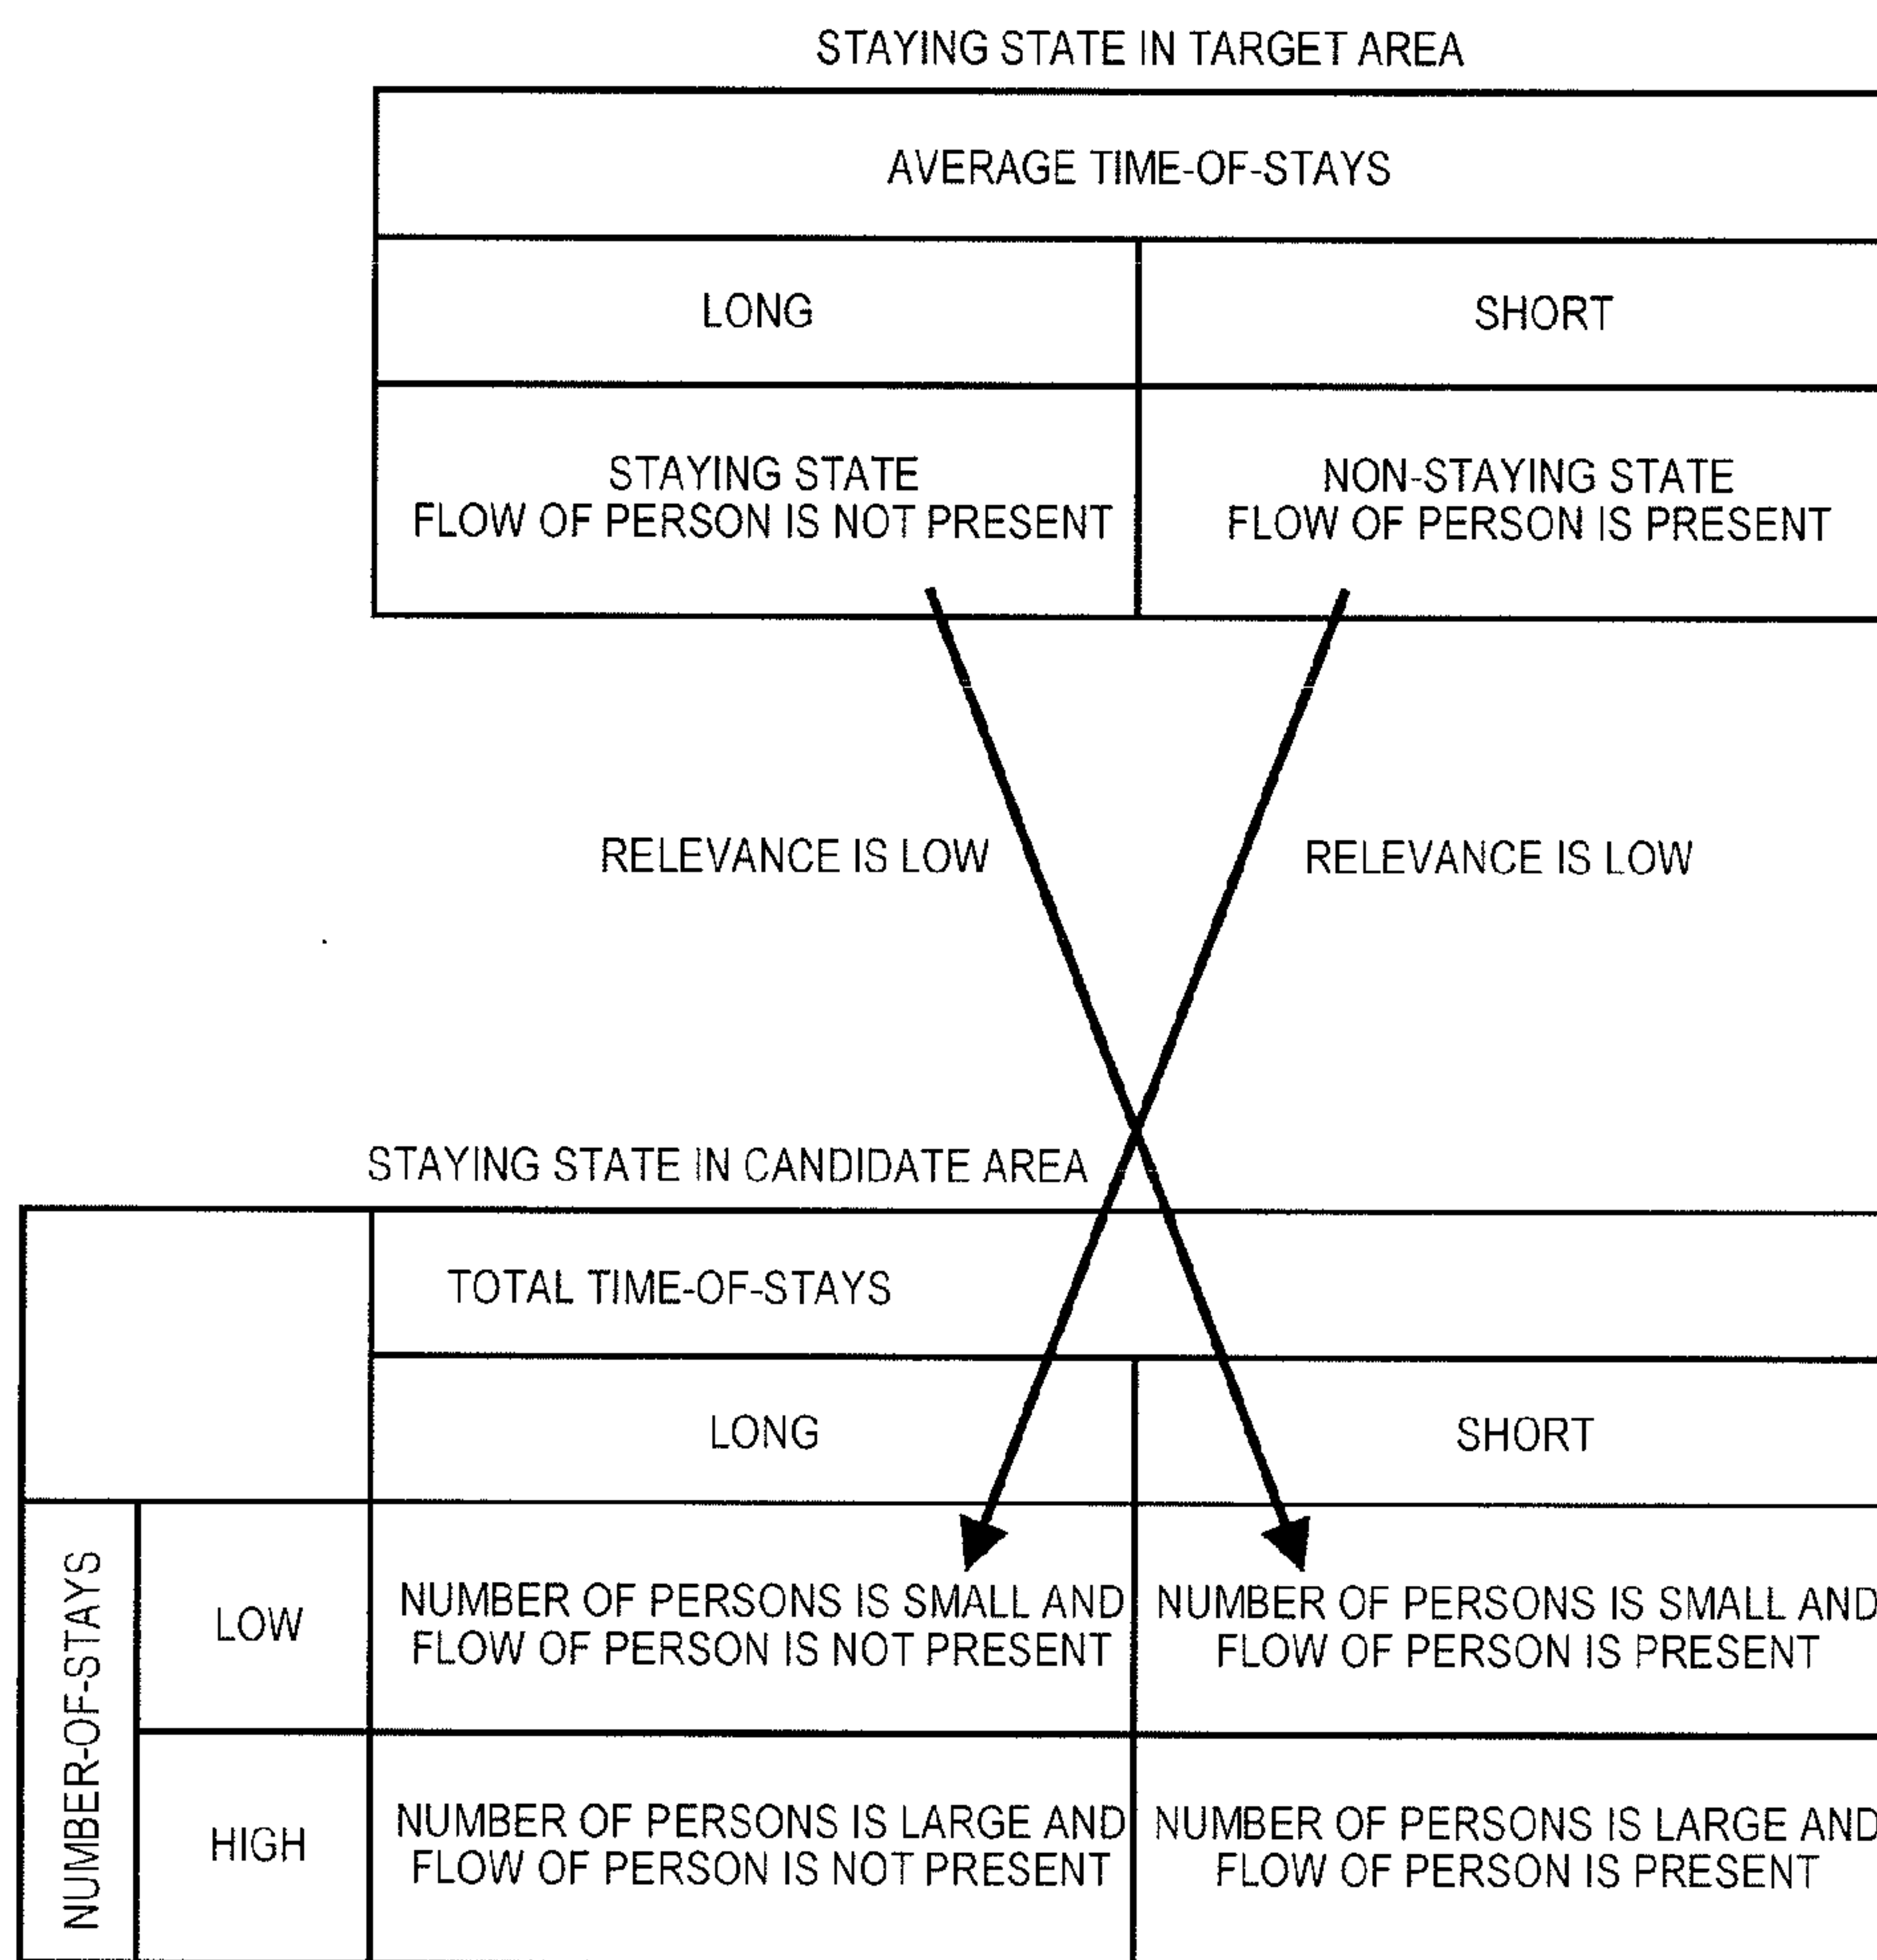 STAYING STATE IN TARGET AREA
AVERAGE TIME-OF-STAYS
LONG
SHORT
STAYING STATE
FLOW OF PERSON IS NOT PRESENT
NON-STAYING STATE
FLOW OF PERSON IS PRESENT
RELEVANCE IS LOW
RELEVANCE IS LOW
STAYING STATE IN CANDIDATE AREA
TOTAL TIME-OF-STAYS
LONG
SHORT
NUMBER-OF-STAYS
LOW
NUMBER OF PERSONS IS SMALL AND
FLOW OF PERSON IS NOT PRESENT
NUMBER OF PERSONS IS SMALL AND
FLOW OF PERSON IS PRESENT
HIGH
NUMBER OF PERSONS IS LARGE AND
FLOW OF PERSON IS NOT PRESENT
NUMBER OF PERSONS IS LARGE AND
FLOW OF PERSON IS PRESENT